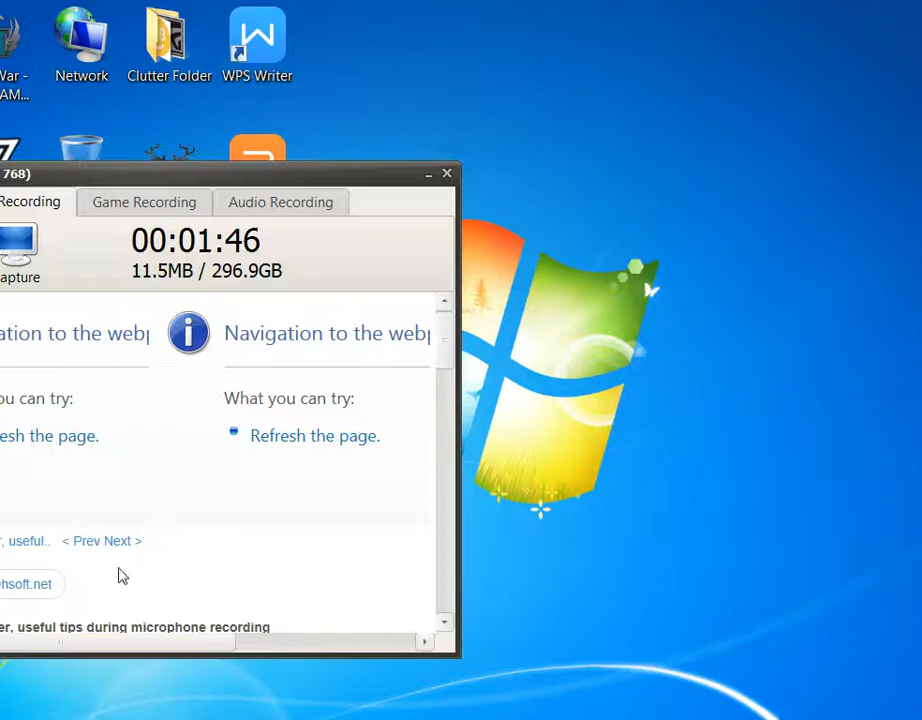 War -
AM...
Network
Clutter Folder
WPS Writer
768)
Recording
Game Recording
Audio Recording
apture
00:01:46
11.5MB / 296.9GB
ation to the webp
Navigation to the webp
ou can try:
What you can try:
esh the page.
Refresh the page.
r, useful..
< Prev Next >
hsoft.net
er, useful tips during microphone recording